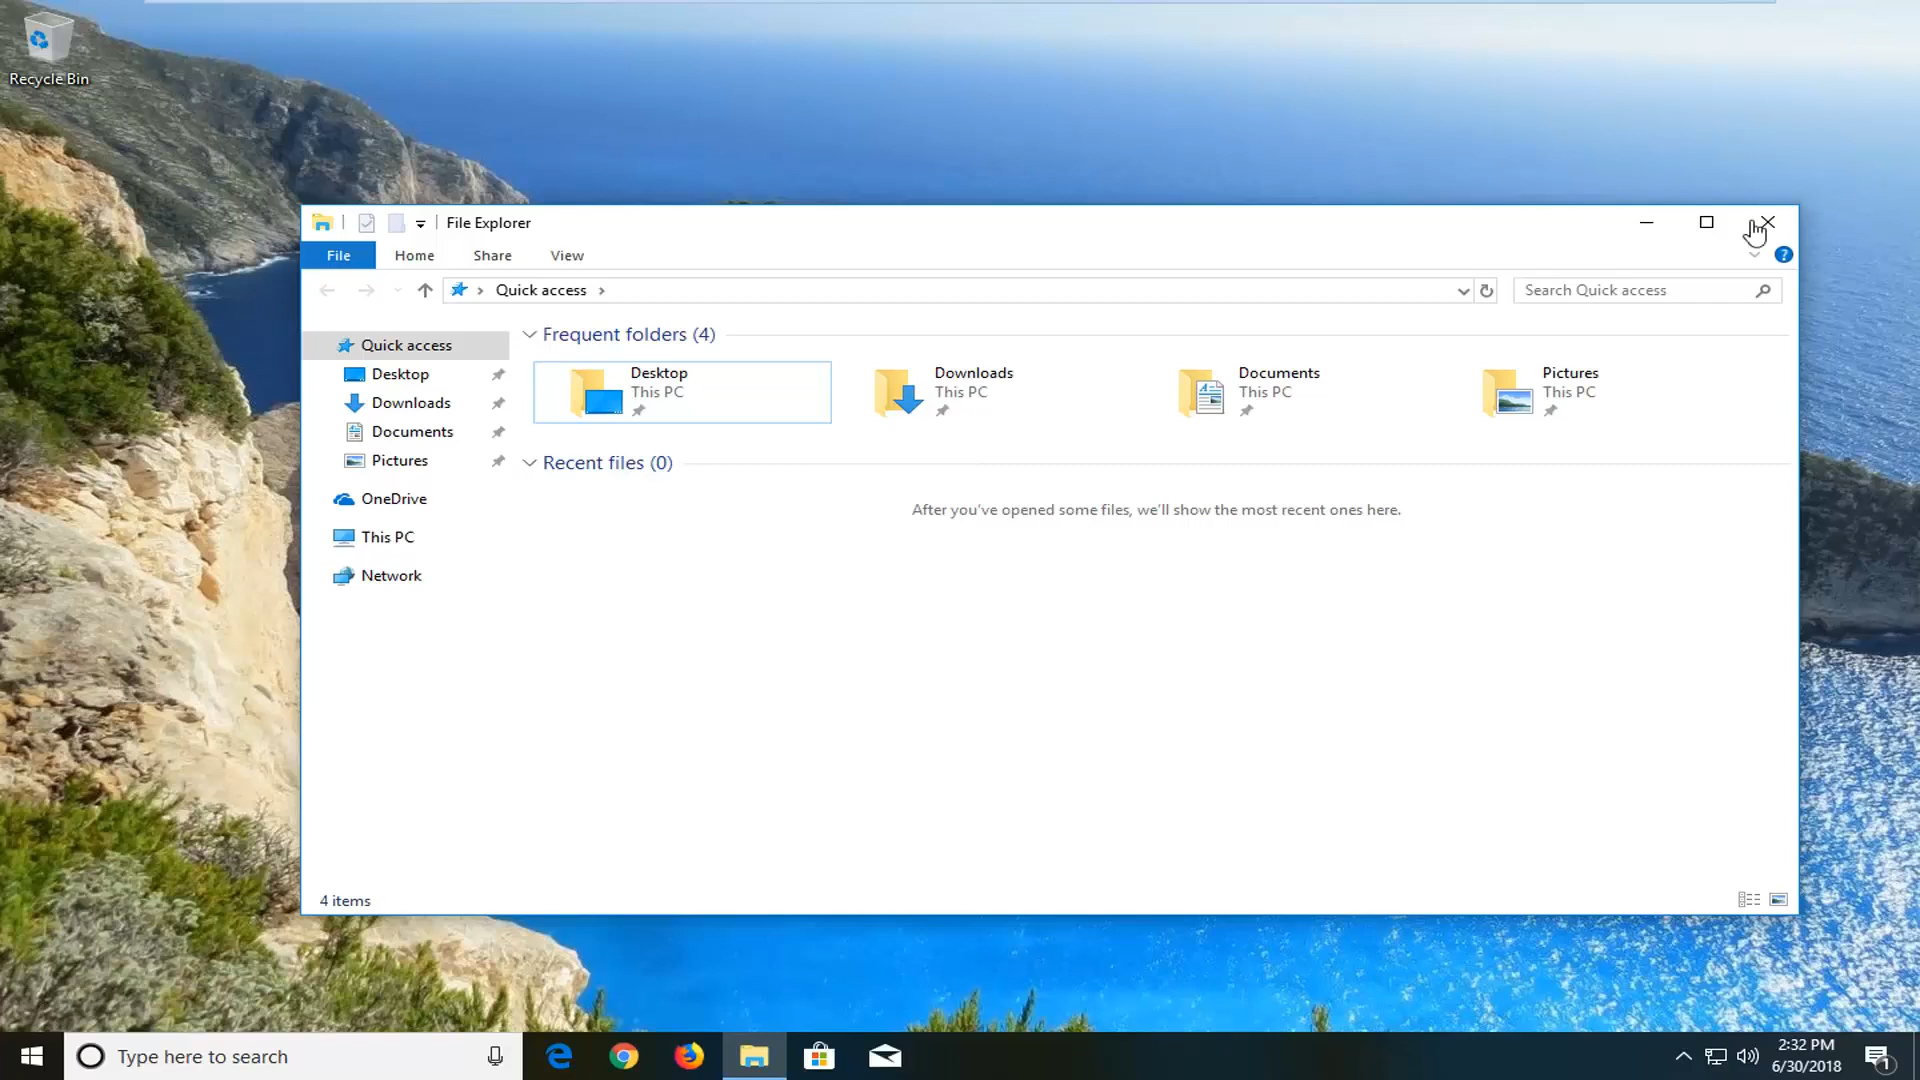 Recycle Bin
File Explorer
File Home Share View
?
Quick access
Search Quick access
Quick access
Desktop
Downloads
Documents
Pictures
OneDrive
This PC
Network
Frequent folders (4)
Desktop
This PC
Downloads
This PC
Documents
This PC
Pictures
This PC
Recent files (0)
After you've opened some files, we'll show the most recent ones here.
4 items
Type here to search
2:32 PM
6/30/2018
1